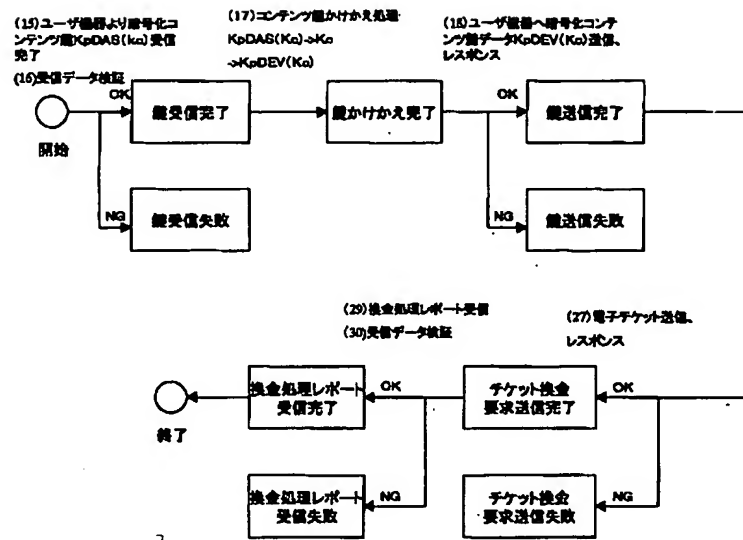 (15)ユーザ機器より暗号化コ
ンテンツ鍵KpDAS(Kc)受信
完了
(16)受信データ検証
(17)コンテンツ鍵かけかえ処理
KpDAS(Kc)->Kc
->KpDEV(Kc)
(18)ユーザ機器へ暗号化コンテ
ンツ鍵データKpDEV(Kc)送信、
レスポンス
開始
OK
鍵受信完了
鍵かけかえ完了
OK
鍵送信完了
NG
鍵受信失敗
NG
鍵送信失敗
(29)換金処理レポート受信
(30)受信データ検証
(27)電子チケット送信、
レスポンス
終了
換金処理レポート
受信完了
OK
チケット換金
要求送信完了
OK
換金処理レポート
受信失敗
NG
チケット換金
要求送信失敗
NG